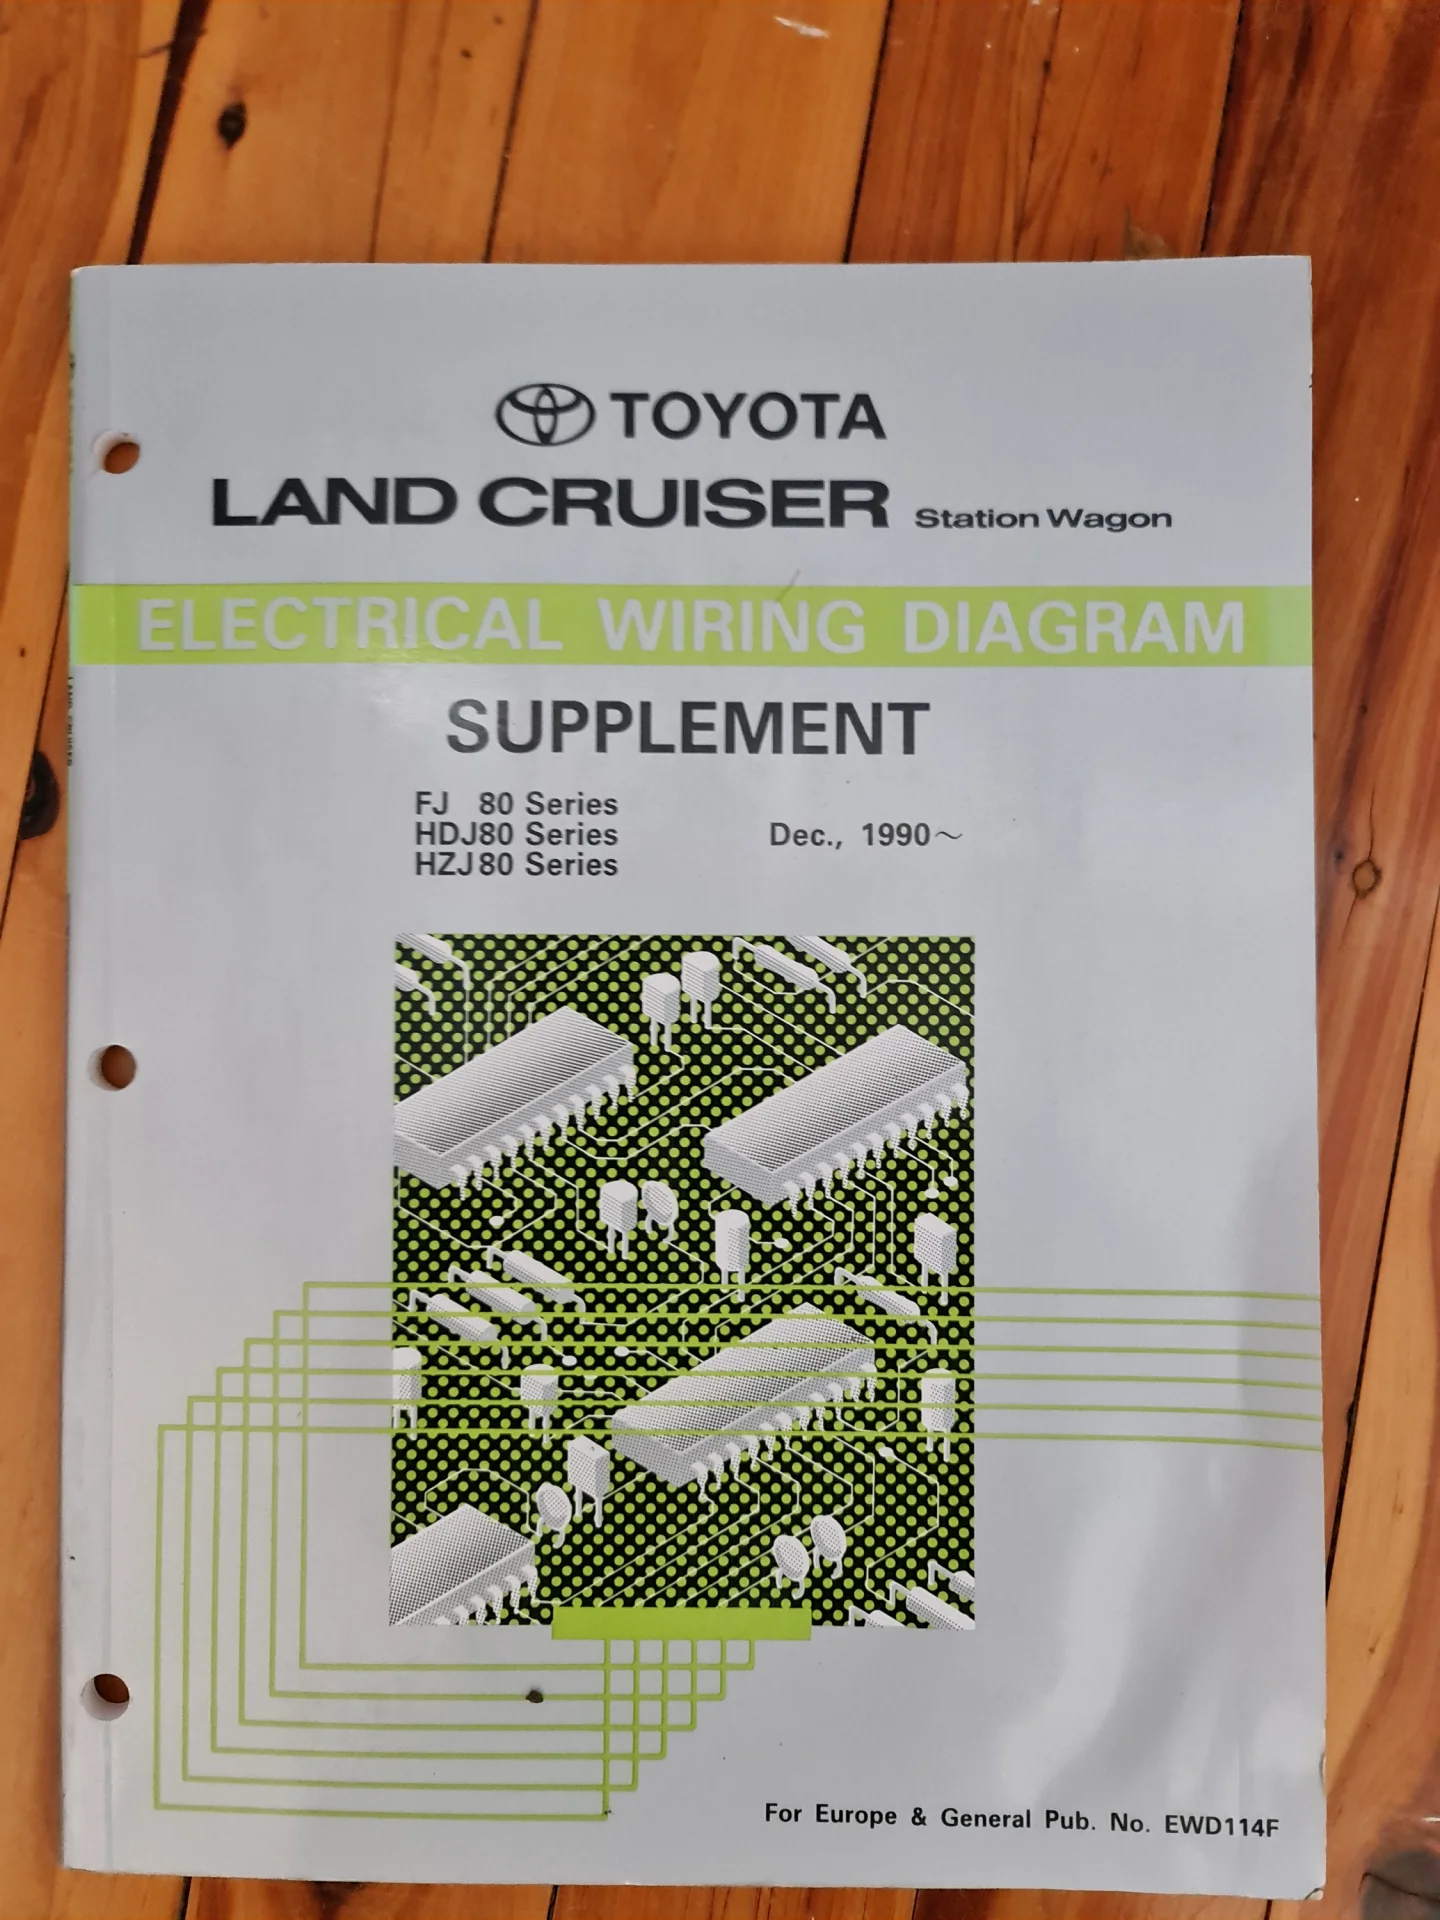 TOYOTA
LAND CRUISER Station Wagon
ELECTRICAL WIRING DIAGRAM
SUPPLEMENT
FJ 80 Series
HDJ80 Series Dec., 1990~
HZJ80 Series
For Europe & General Pub. No. EWD114F